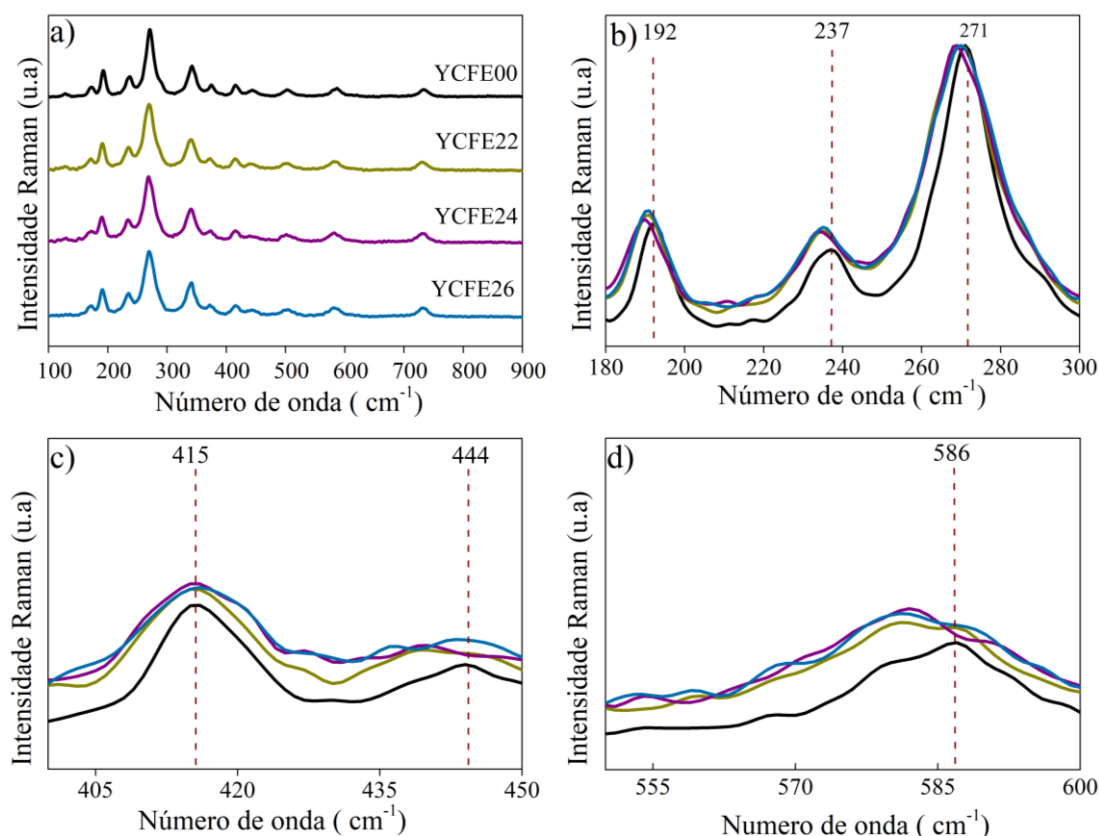 a)
YCFE00
YCFE22
YCFE24
YCFE26
Intensidade Raman (u.a)
100 200 300 400 500 600 700 800 900
Número de onda ( cm⁻¹)
b)
192 237 271
Intensidade Raman (u.a)
180 200 220 240 260 280 300
Número de onda ( cm⁻¹)
c)
415 444
Intensidade Raman (u.a)
405 420 435 450
Número de onda ( cm⁻¹)
d)
586
Intensidade Raman (u.a)
555 570 585 600
Numero de onda ( cm⁻¹)